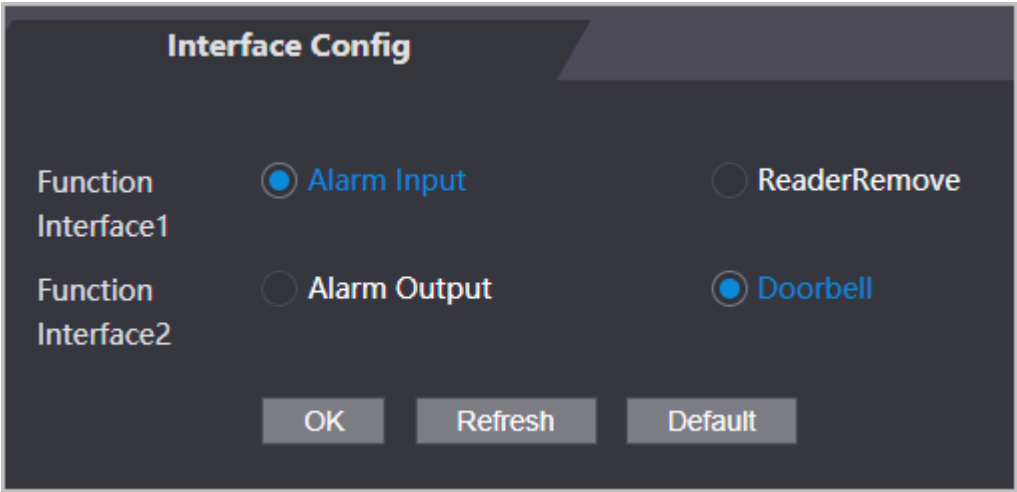 Interface Config
Function
Interface1
Alarm Input
ReaderRemove
Function
Interface2
Alarm Output
Doorbell
OK Refresh Default